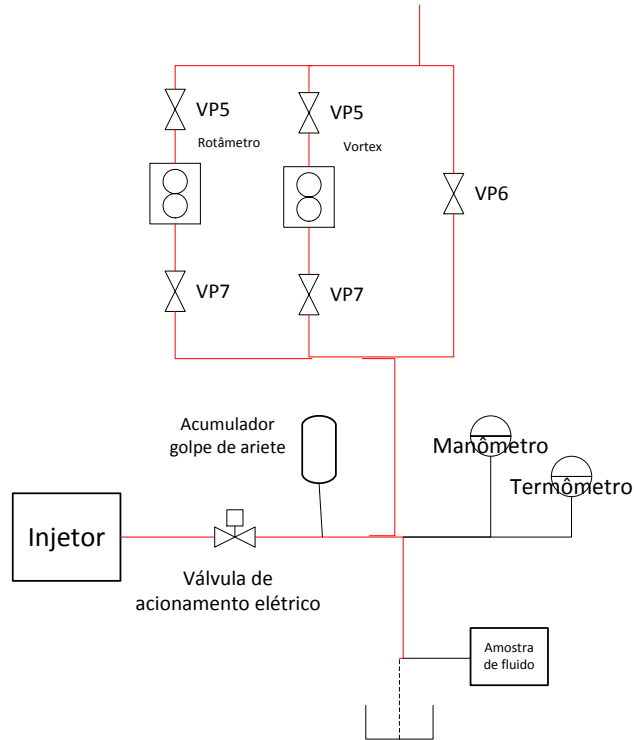 VP5
VP5
Rotâmetro
Vortex
VP6
VP7
VP7
Acumulador
golpe de ariete
Manômetro
Termômetro
Injetor
Válvula de
acionamento elétrico
Amostra
de fluido